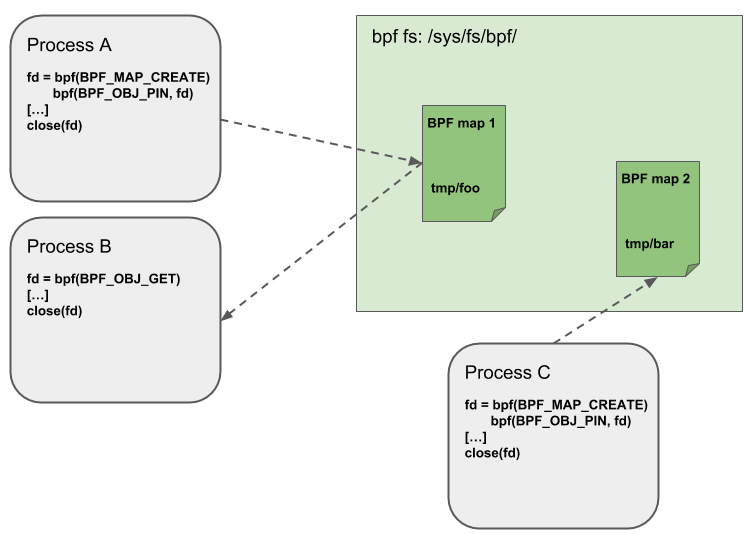 Process A
fd = bpf(BPF_MAP_CREATE)
bpf(BPF_OBJ_PIN, fd)
[...]
close(fd)
Process B
fd = bpf(BPF_OBJ_GET)
[...]
close(fd)
bpf fs: /sys/fs/bpf/
BPF map 1
tmp/foo
BPF map 2
tmp/bar
Process C
fd = bpf(BPF_MAP_CREATE)
bpf(BPF_OBJ_PIN, fd)
[...]
close(fd)